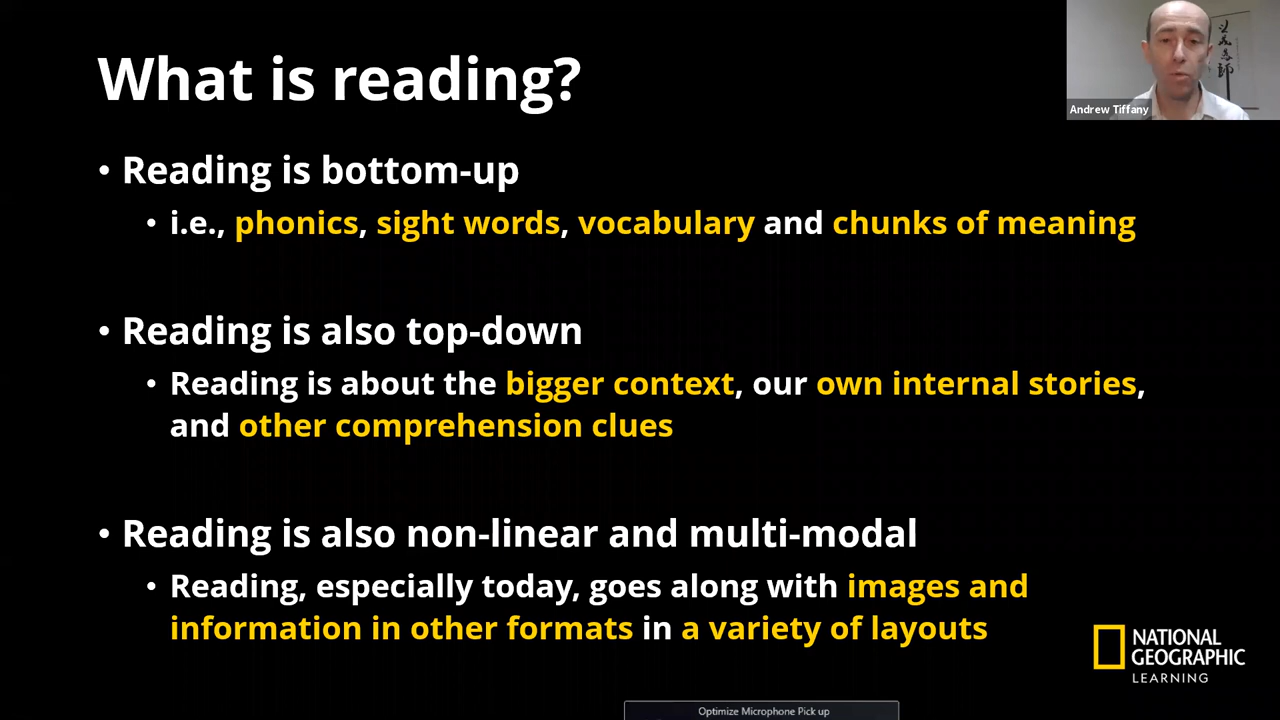 What is reading?
• Reading is bottom-up
• i.e., phonics, sight words, vocabulary and chunks of meaning
• Reading is also top-down
• Reading is about the bigger context, our own internal stories,
and other comprehension clues
• Reading is also non-linear and multi-modal
• Reading, especially today, goes along with images and
information in other formats in a variety of layouts
Andrew Tiffany
NATIONAL
GEOGRAPHIC
LEARNING
Optimize Microphone Pick up